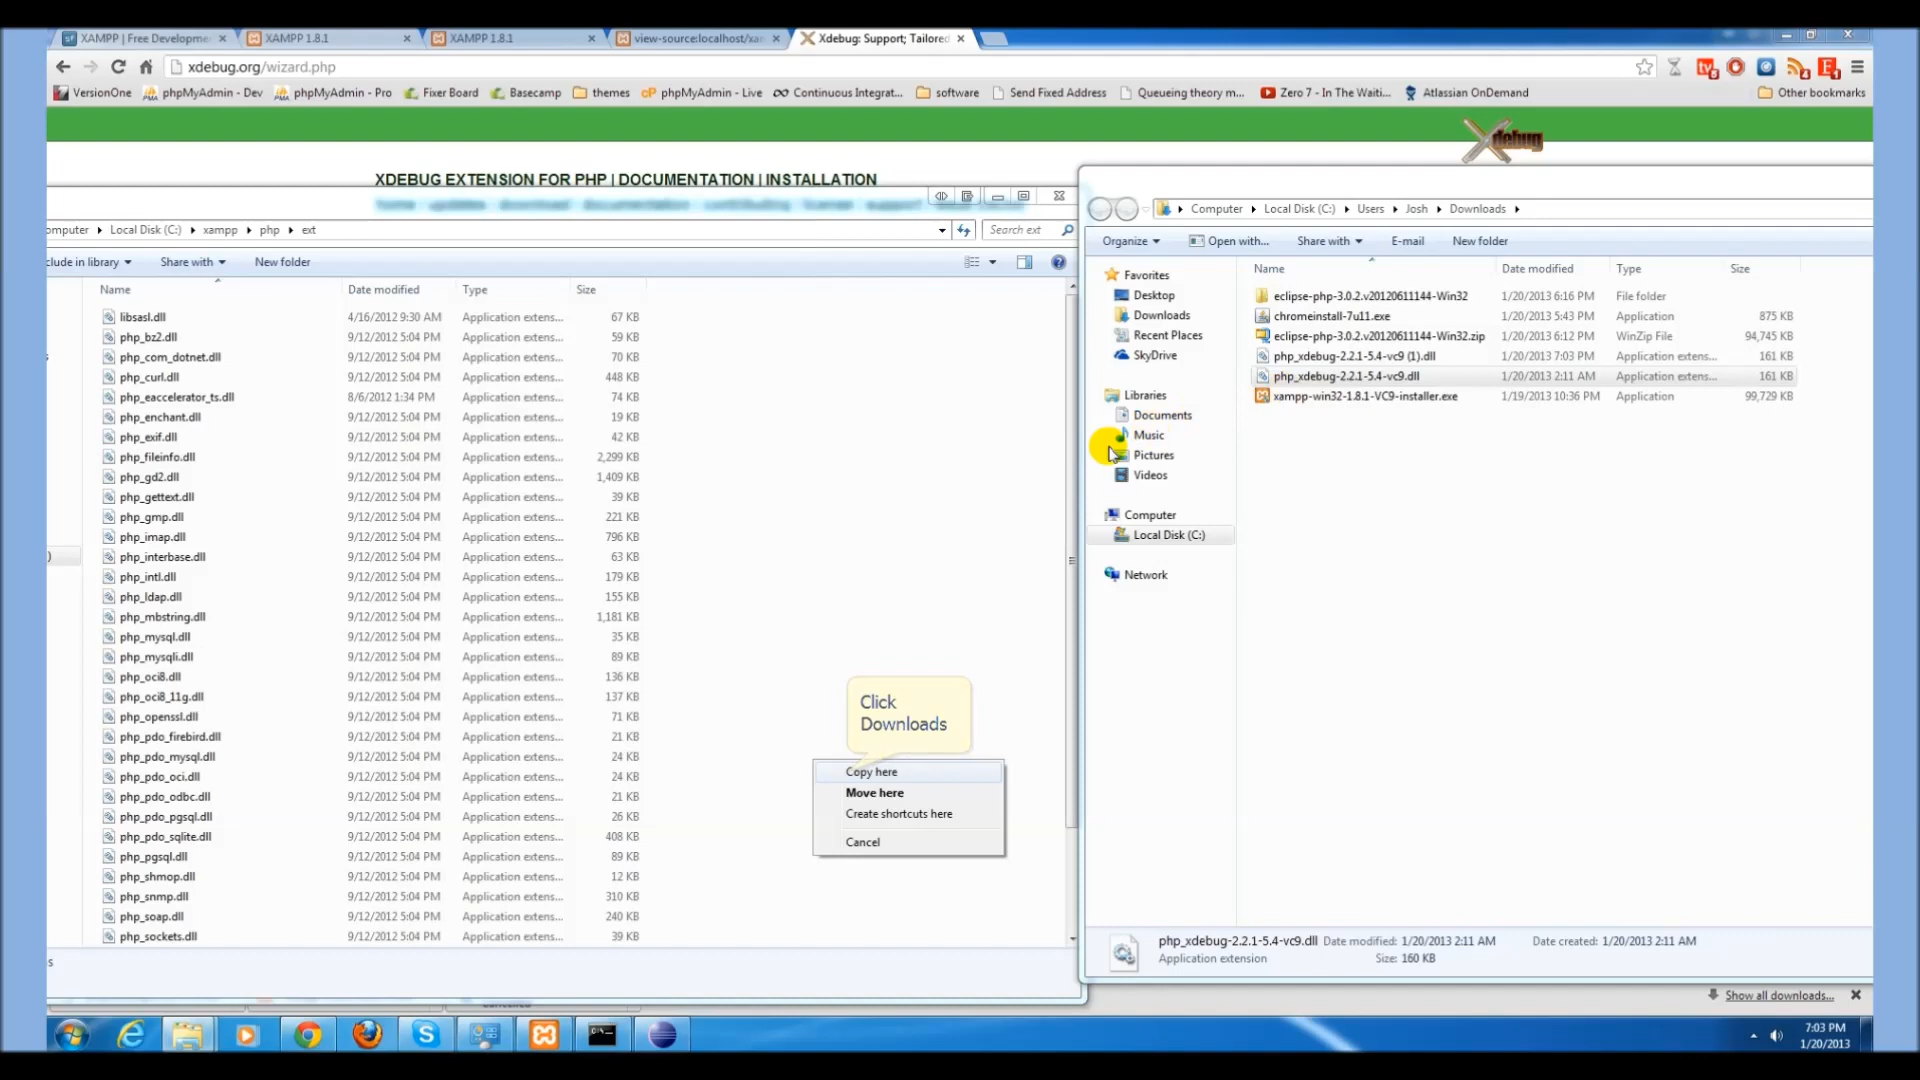 XAMPP | Free Developme
XAMPP 1.8.1
XAMPP 1.8.1
view-source:localhost/xa
Xdebug: Support; Tailored
xdebug.org/wizard.php
VersionOne
phpMyAdmin - Dev
phpMyAdmin - Pro
Fixer Board
Basecamp
themes
phpMyAdmin - Live
Continuous Integrat...
software
Send Fixed Address
Queueing theory m...
Zero 7 - In The Waiti...
Atlassian OnDemand
Other bookmarks
Xdebug
XDEBUG EXTENSION FOR PHP | DOCUMENTATION | INSTALLATION
omputer
Local Disk (C:)
xampp
php
ext
Search ext
clude in library
Share with
New folder
Name
Date modified
Type
Size
libsasl.dll 4/16/2012 9:30 AM Application extens... 67 KB
php_bz2.dll 9/12/2012 5:04 PM Application extens... 59 KB
php_com_dotnet.dll 9/12/2012 5:04 PM Application extens... 70 KB
php_curl.dll 9/12/2012 5:04 PM Application extens... 448 KB
php_eaccelerator_ts.dll 8/6/2012 1:34 PM Application extens... 74 KB
php_enchant.dll 9/12/2012 5:04 PM Application extens... 19 KB
php_exif.dll 9/12/2012 5:04 PM Application extens... 42 KB
php_fileinfo.dll 9/12/2012 5:04 PM Application extens... 2,299 KB
php_gd2.dll 9/12/2012 5:04 PM Application extens... 1,409 KB
php_gettext.dll 9/12/2012 5:04 PM Application extens... 39 KB
php_gmp.dll 9/12/2012 5:04 PM Application extens... 221 KB
php_imap.dll 9/12/2012 5:04 PM Application extens... 796 KB
php_interbase.dll 9/12/2012 5:04 PM Application extens... 63 KB
php_intl.dll 9/12/2012 5:04 PM Application extens... 179 KB
php_ldap.dll 9/12/2012 5:04 PM Application extens... 155 KB
php_mbstring.dll 9/12/2012 5:04 PM Application extens... 1,181 KB
php_mysql.dll 9/12/2012 5:04 PM Application extens... 35 KB
php_mysqli.dll 9/12/2012 5:04 PM Application extens... 89 KB
php_oci8.dll 9/12/2012 5:04 PM Application extens... 136 KB
php_oci8_11g.dll 9/12/2012 5:04 PM Application extens... 137 KB
php_openssl.dll 9/12/2012 5:04 PM Application extens... 71 KB
php_pdo_firebird.dll 9/12/2012 5:04 PM Application extens... 21 KB
php_pdo_mysql.dll 9/12/2012 5:04 PM Application extens... 24 KB
php_pdo_oci.dll 9/12/2012 5:04 PM Application extens... 24 KB
php_pdo_odbc.dll 9/12/2012 5:04 PM Application extens... 21 KB
php_pdo_pgsql.dll 9/12/2012 5:04 PM Application extens... 26 KB
php_pdo_sqlite.dll 9/12/2012 5:04 PM Application extens... 408 KB
php_pgsql.dll 9/12/2012 5:04 PM Application extens... 89 KB
php_shmop.dll 9/12/2012 5:04 PM Application extens... 12 KB
php_snmp.dll 9/12/2012 5:04 PM Application extens... 310 KB
php_soap.dll 9/12/2012 5:04 PM Application extens... 240 KB
php_sockets.dll 9/12/2012 5:04 PM Application extens... 39 KB
s
Click
Downloads
Copy here
Move here
Create shortcuts here
Cancel
Computer
Local Disk (C:)
Users
Josh
Downloads
Organize
Open with...
Share with
E-mail
New folder
Favorites
Desktop
Downloads
Recent Places
SkyDrive
Libraries
Documents
Music
Pictures
Videos
Computer
Local Disk (C:)
Network
Name
Date modified
Type
Size
eclipse-php-3.0.2.v20120611144-Win32 1/20/2013 6:16 PM File folder
chromeinstall-7u11.exe 1/20/2013 5:43 PM Application 875 KB
eclipse-php-3.0.2.v20120611144-Win32.zip 1/20/2013 6:12 PM WinZip File 94,745 KB
php_xdebug-2.2.1-5.4-vc9 (1).dll 1/20/2013 7:03 PM Application extens... 161 KB
php_xdebug-2.2.1-5.4-vc9.dll 1/20/2013 2:11 AM Application extens... 161 KB
xampp-win32-1.8.1-VC9-installer.exe 1/19/2013 10:36 PM Application 99,729 KB
php_xdebug-2.2.1-5.4-vc9.dll Date modified: 1/20/2013 2:11 AM Date created: 1/20/2013 2:11 AM
Application extension Size: 160 KB
Show all downloads...
7:03 PM
1/20/2013